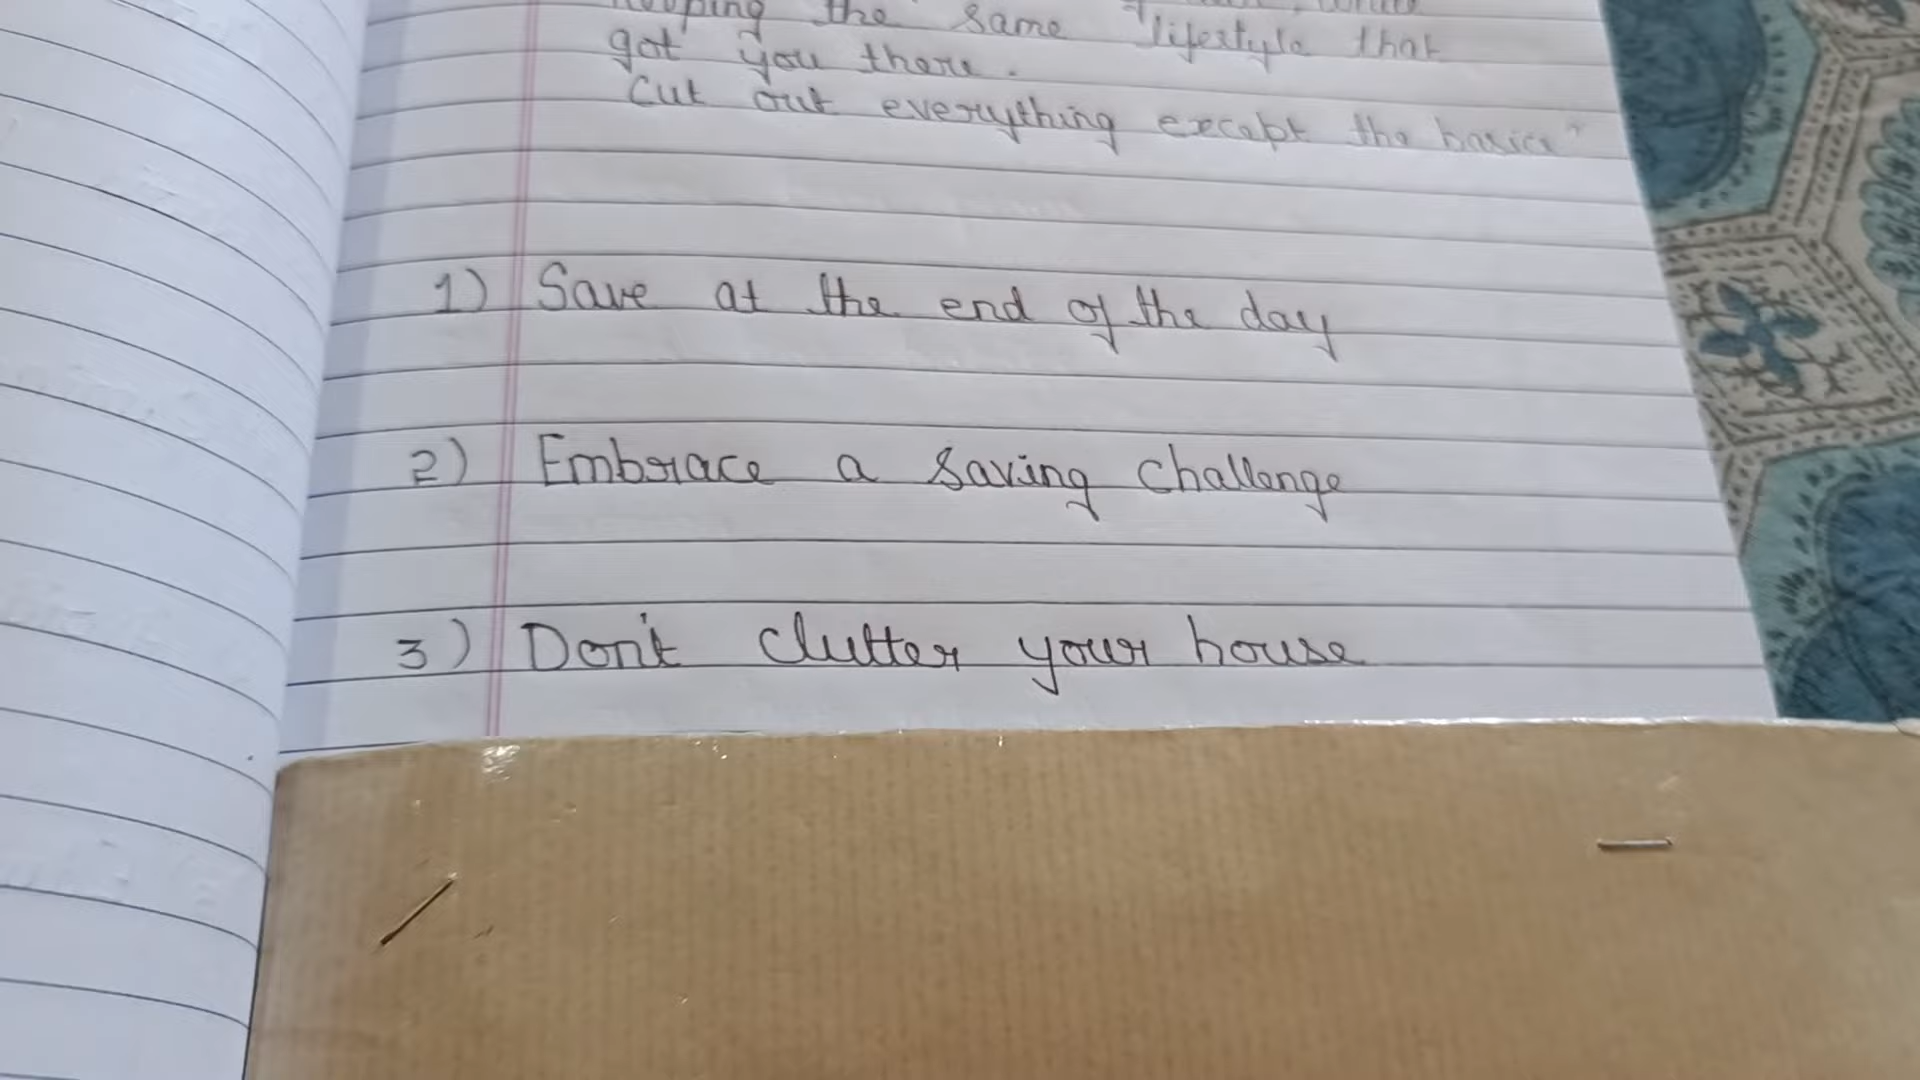 keeping the same lifestyle that
got you there.
Cut out everything except the basics"
1) Save at the end of the day
2) Embrace a saving challenge
3) Don't clutter your house